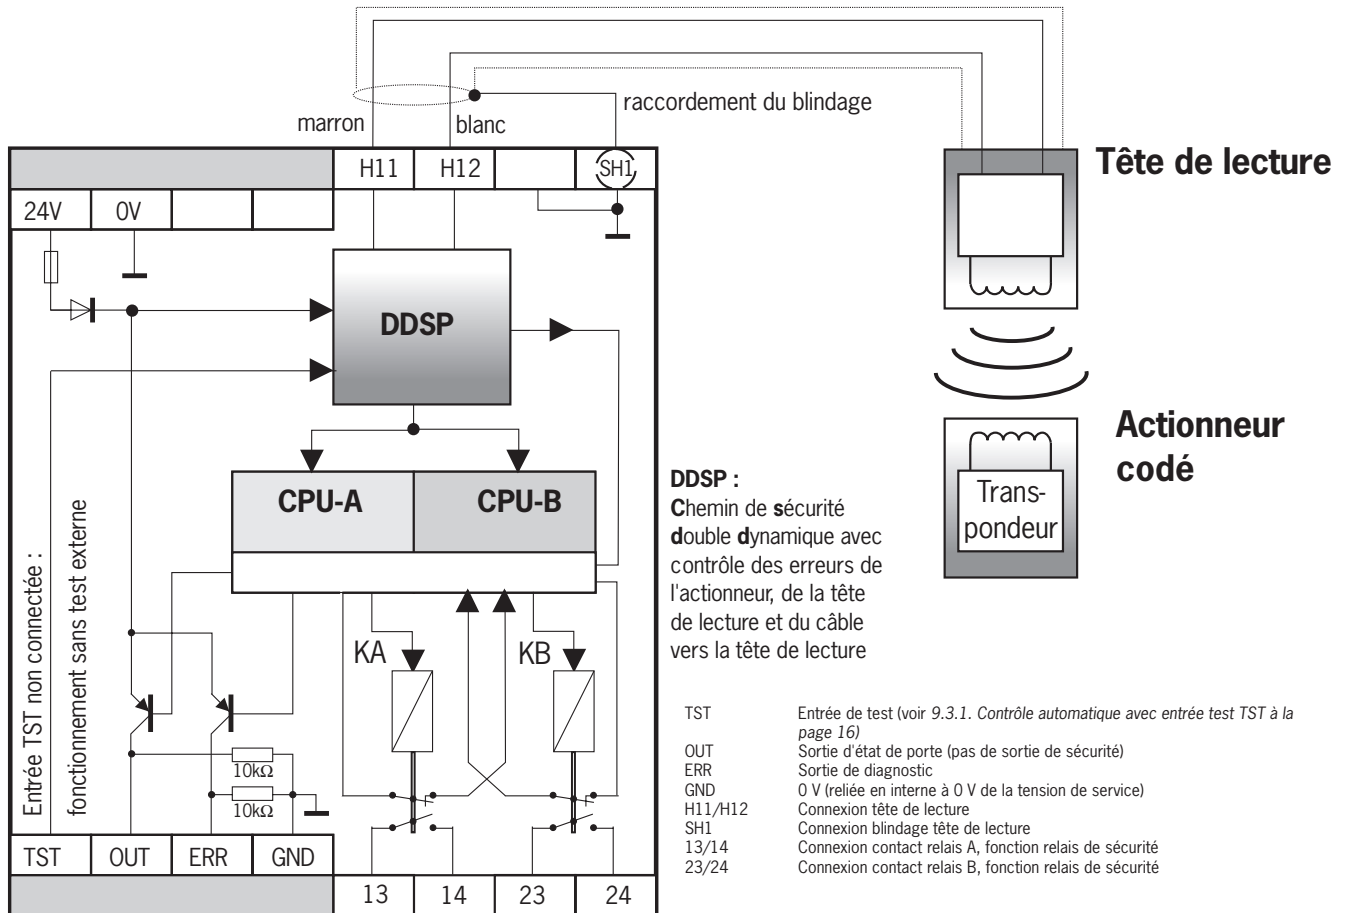 raccordement du blindage
marron
blanc
H11
H12
SH1
Tête de lecture
24V
0V
DDSP
Actionneur
codé
Trans-
pondeur
CPU-A
CPU-B
DDSP :
Chemin de sécurité
double dynamique avec
contrôle des erreurs de
l'actionneur, de la tête
de lecture et du câble
vers la tête de lecture
Entrée TST non connectée :
fonctionnement sans test externe
KA
KB
10kΩ
10kΩ
TST
OUT
ERR
GND
13
14
23
24
TST Entrée de test (voir 9.3.1. Contrôle automatique avec entrée test TST à la
page 16)
OUT Sortie d'état de porte (pas de sortie de sécurité)
ERR Sortie de diagnostic
GND 0 V (reliée en interne à 0 V de la tension de service)
H11/H12 Connexion tête de lecture
SH1 Connexion blindage tête de lecture
13/14 Connexion contact relais A, fonction relais de sécurité
23/24 Connexion contact relais B, fonction relais de sécurité